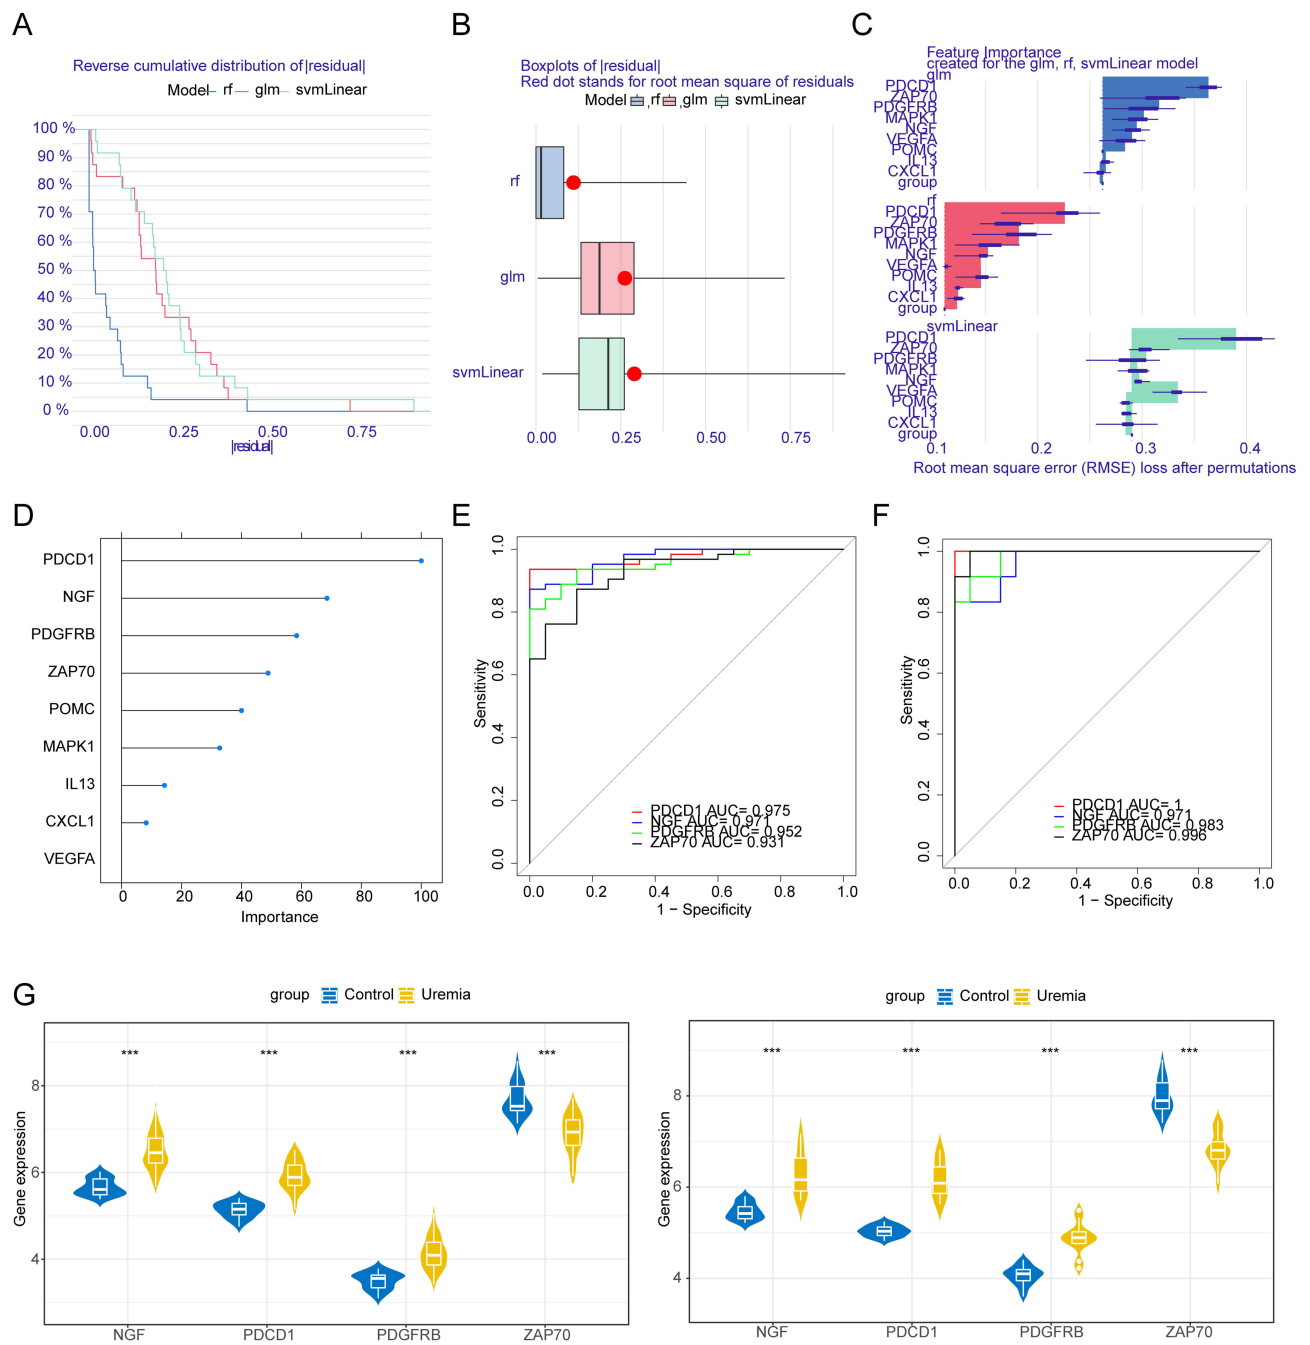 A
Reverse cumulative distribution of |residual|
Model rf glm svmLinear
100 %
90 %
80 %
70 %
60 %
50 %
40 %
30 %
20 %
10 %
0 %
0.00 0.25 0.50 0.75
|residual|
B
Boxplots of |residual|
Red dot stands for root mean square of residuals
Model , rf , glm svmLinear
rf
glm
svmLinear
0.00 0.25 0.50 0.75
C
Feature Importance
created for the glm, rf, svmLinear model
glm
PDCD1
ZAP70
PDGFRB
MAPK1
NGF
VEGFA
POMC
IL13
CXCL1
group
rf
PDCD1
ZAP70
PDGFRB
MAPK1
NGF
VEGFA
POMC
IL13
CXCL1
group
svmLinear
PDCD1
ZAP70
PDGFRB
MAPK1
NGF
VEGFA
POMC
IL13
CXCL1
group
0.1 0.2 0.3 0.4
Root mean square error (RMSE) loss after permutations
D
PDCD1
NGF
PDGFRB
ZAP70
POMC
MAPK1
IL13
CXCL1
VEGFA
0 20 40 60 80 100
Importance
E
Sensitivity
1.0
0.8
0.6
0.4
0.2
0.0
PDCD1 AUC= 0.975
NGF AUC= 0.971
PDGFRB AUC= 0.952
ZAP70 AUC= 0.931
0.0 0.2 0.4 0.6 0.8 1.0
1 − Specificity
F
Sensitivity
1.0
0.8
0.6
0.4
0.2
0.0
PDCD1 AUC= 1
NGF AUC= 0.971
PDGFRB AUC= 0.983
ZAP70 AUC= 0.996
0.0 0.2 0.4 0.6 0.8 1.0
1 − Specificity
G
group Control Uremia
Gene expression
8
6
4
*** *** *** ***
NGF PDCD1 PDGFRB ZAP70
group Control Uremia
Gene expression
8
6
4
*** *** *** ***
NGF PDCD1 PDGFRB ZAP70